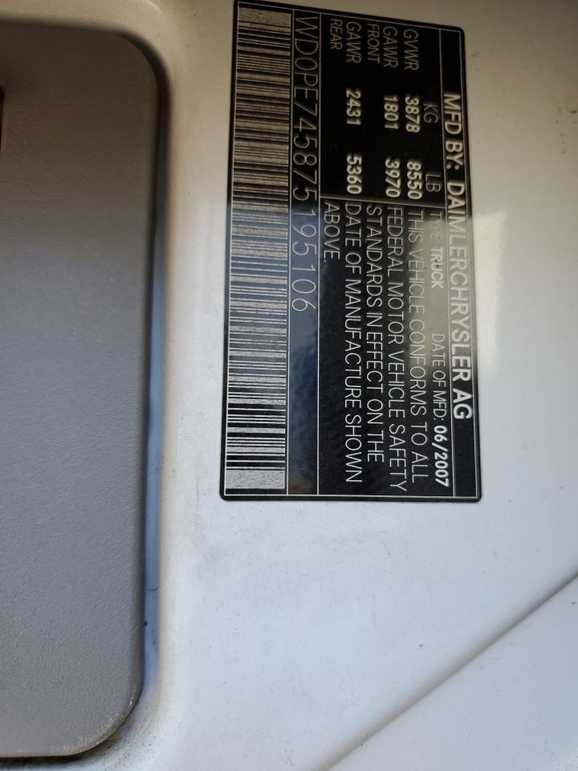 MFD BY: DAIMLERCHRYSLER AG
TYPE: TRUCK DATE OF MFD: 06/2007
KG LB
GVWR 3878 8550
GAWR FRONT 1801 3970
GAWR REAR 2431 5360
THIS VEHICLE CONFORMS TO ALL
FEDERAL MOTOR VEHICLE SAFETY
STANDARDS IN EFFECT ON THE
DATE OF MANUFACTURE SHOWN
ABOVE.
WD0PE745875195106